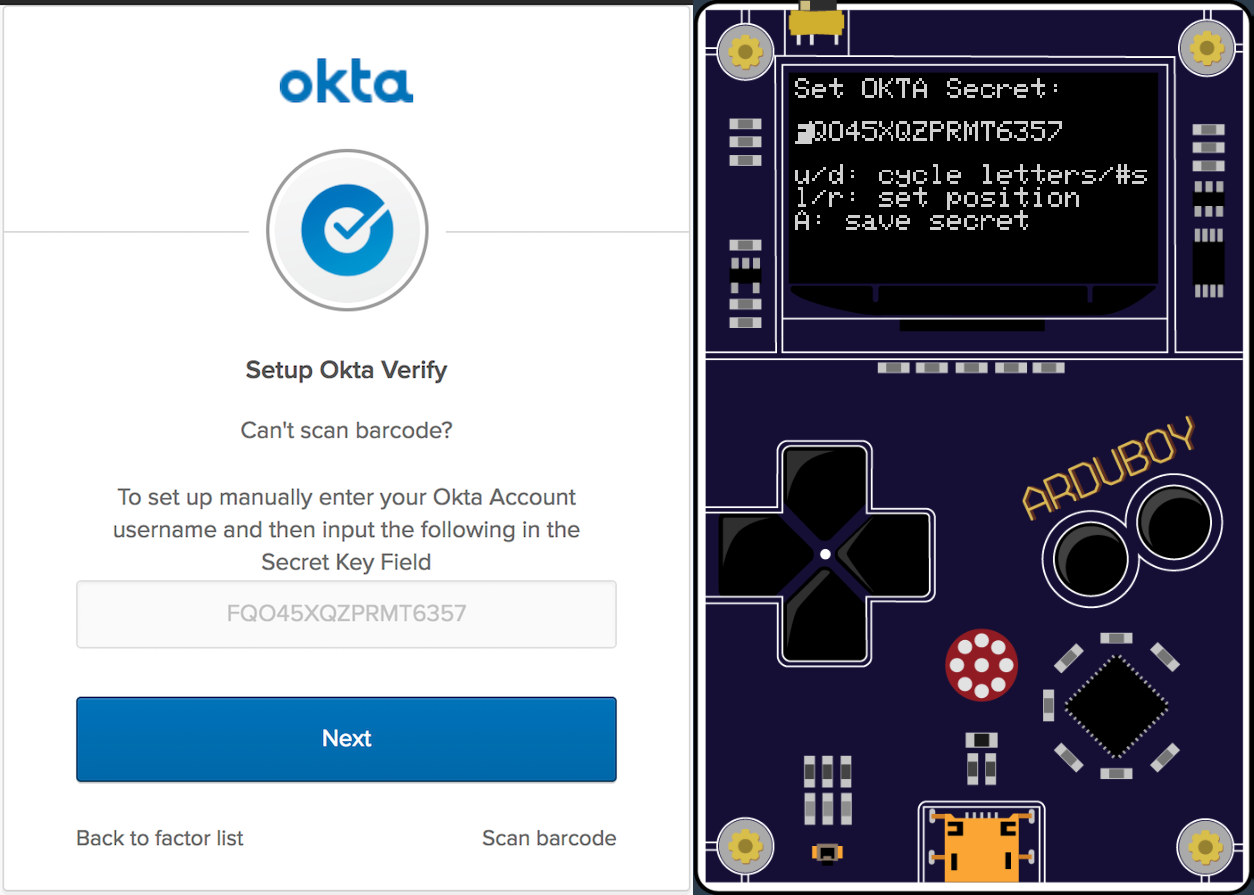 okta
Setup Okta Verify
Can't scan barcode?
To set up manually enter your Okta Account
username and then input the following in the
Secret Key Field
FQO45XQZPRMT6357
Next
Back to factor list
Scan barcode
Set OKTA Secret:
FQO45XQZPRMT6357
u/d: cycle letters/#s
l/r: set position
A: save secret
ARDUBOY